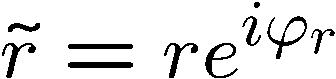 r̃ = re^{iφ_r}